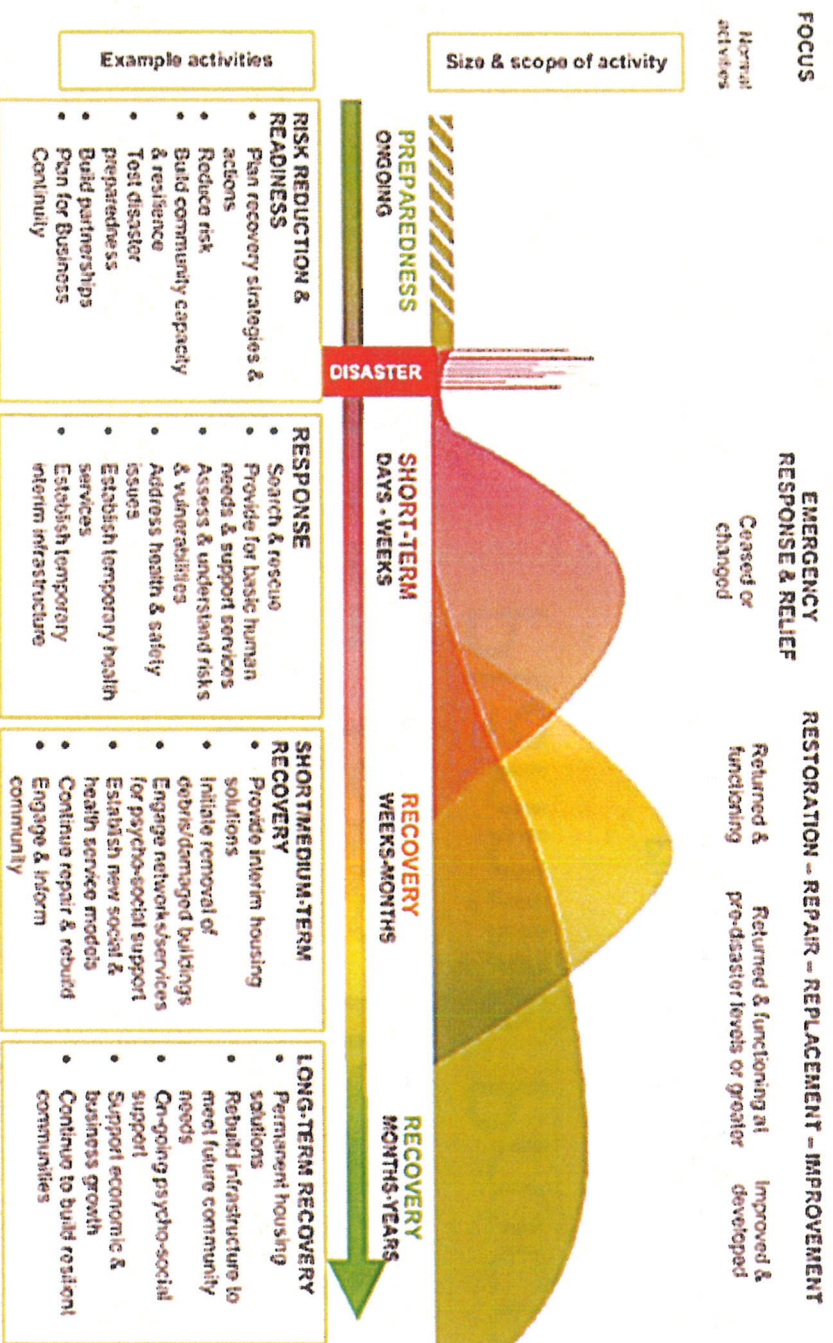 FOCUS
EMERGENCY
RESPONSE & RELIEF
RESTORATION – REPAIR – REPLACEMENT – IMPROVEMENT
Normal
activities
Ceased or
changed
Returned &
functioning
Returned & functioning at
pre-disaster levels or greater
Improved &
developed
Size & scope of activity
PREPAREDNESS
ONGOING
SHORT-TERM
DAYS - WEEKS
RECOVERY
WEEKS-MONTHS
RECOVERY
MONTHS-YEARS
DISASTER
Example activities
RISK REDUCTION &
READINESS
• Plan recovery strategies &
actions
• Reduce risk
• Build community capacity
& resilience
• Test disaster
preparedness
• Build partnerships
• Plan for Business
Continuity
RESPONSE
• Search & rescue
• Provide for basic human
needs & support services
• Assess & understand risks
& vulnerabilities
• Address health & safety
issues
• Establish temporary health
services
• Establish temporary
interim infrastructure
SHORT/MEDIUM-TERM
RECOVERY
• Provide interim housing
solutions
• Initiate removal of
debris/damaged buildings
• Engage networks/services
for psycho-social support
• Establish new social &
health service models
• Continue repair & rebuild
• Engage & inform
community
LONG-TERM RECOVERY
• Permanent housing
solutions
• Rebuild infrastructure to
meet future community
needs
• On-going psycho-social
support
• Support economic &
business growth
• Continue to build resilient
communities